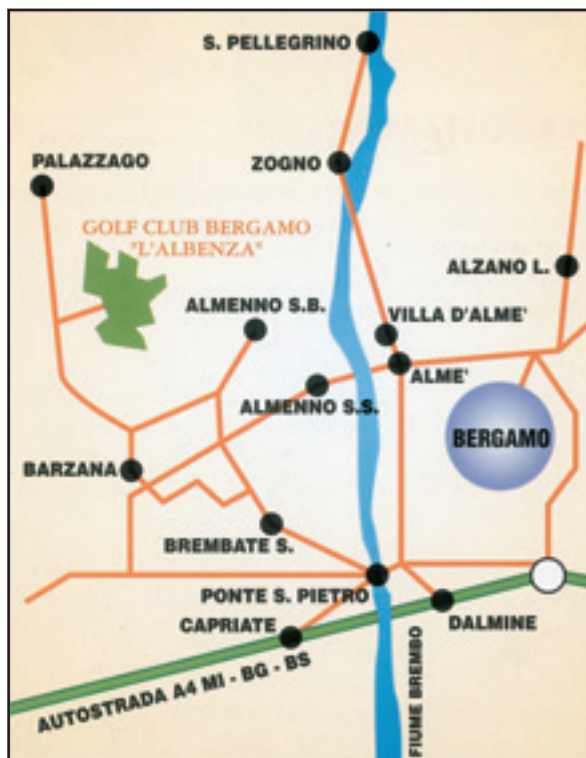 S. PELLEGRINO
PALAZZAGO
ZOGNO
GOLF CLUB BERGAMO
"L'ALBENZA"
ALZANO L.
ALMENNO S.B.
VILLA D'ALME'
ALME'
ALMENNO S.S.
BERGAMO
BARZANA
BREMBATE S.
PONTE S. PIETRO
CAPRIATE
DALMINE
AUTOSTRADA A4 MI - BG - BS
FIUME BREMBO